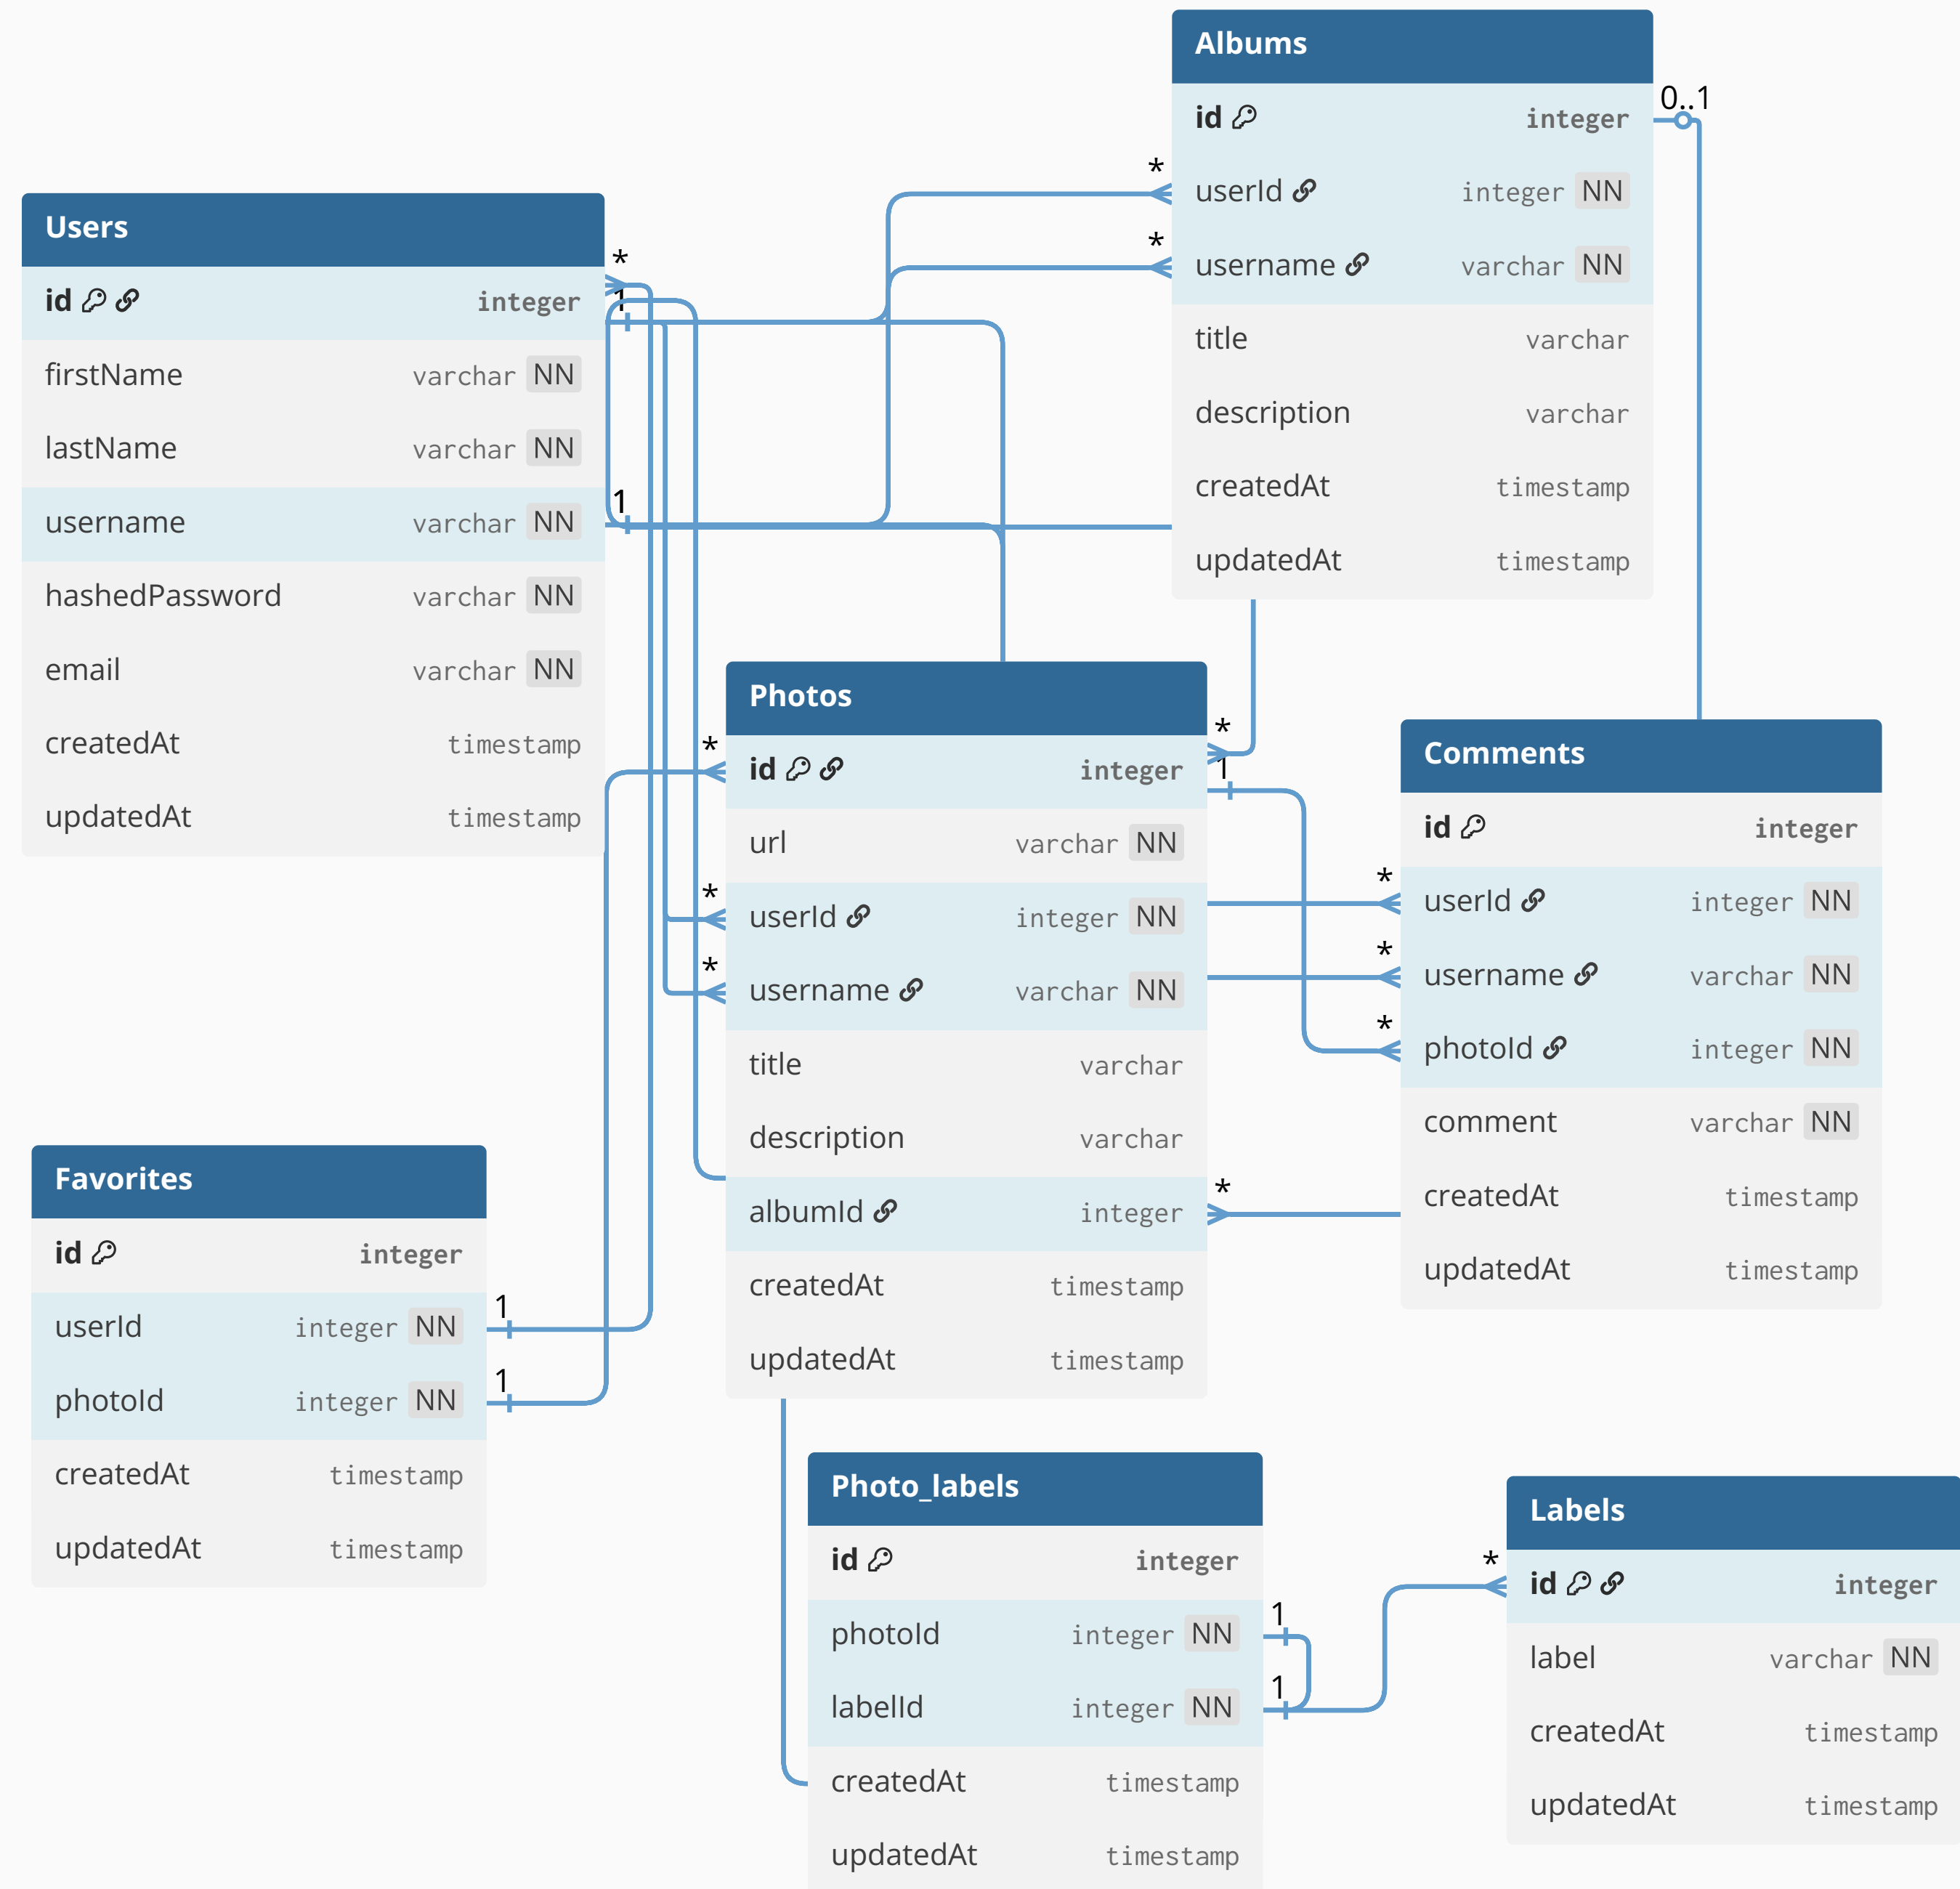 Albums
id integer
userId integer NN
username varchar NN
title varchar
description varchar
createdAt timestamp
updatedAt timestamp
0..1
*
*
Users
id integer
firstName varchar NN
lastName varchar NN
username varchar NN
hashedPassword varchar NN
email varchar NN
createdAt timestamp
updatedAt timestamp
*
1
1
Photos
id integer
url varchar NN
userId integer NN
username varchar NN
title varchar
description varchar
albumId integer
createdAt timestamp
updatedAt timestamp
*
*
*
*
1
*
Comments
id integer
userId integer NN
username varchar NN
photoId integer NN
comment varchar NN
createdAt timestamp
updatedAt timestamp
*
*
*
Favorites
id integer
userId integer NN
photoId integer NN
createdAt timestamp
updatedAt timestamp
1
1
Photo_labels
id integer
photoId integer NN
labelId integer NN
createdAt timestamp
updatedAt timestamp
1
1
Labels
id integer
label varchar NN
createdAt timestamp
updatedAt timestamp
*